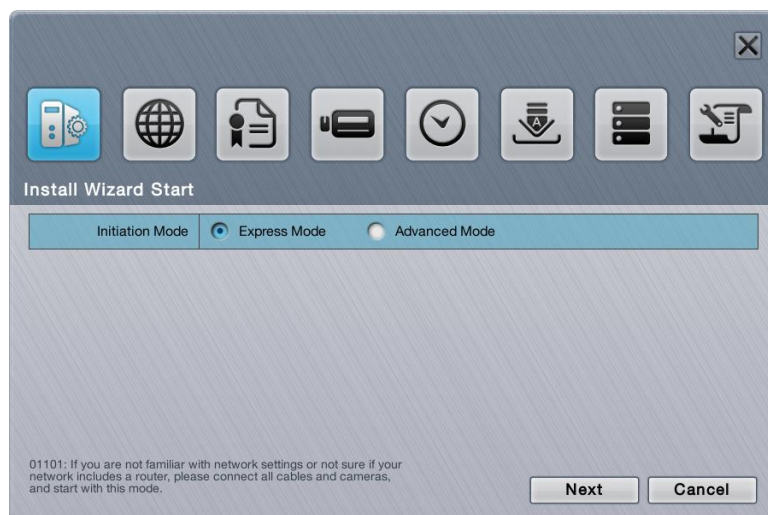 Install Wizard Start
Initiation Mode Express Mode Advanced Mode
01101: If you are not familiar with network settings or not sure if your
network includes a router, please connect all cables and cameras,
and start with this mode.
Next Cancel